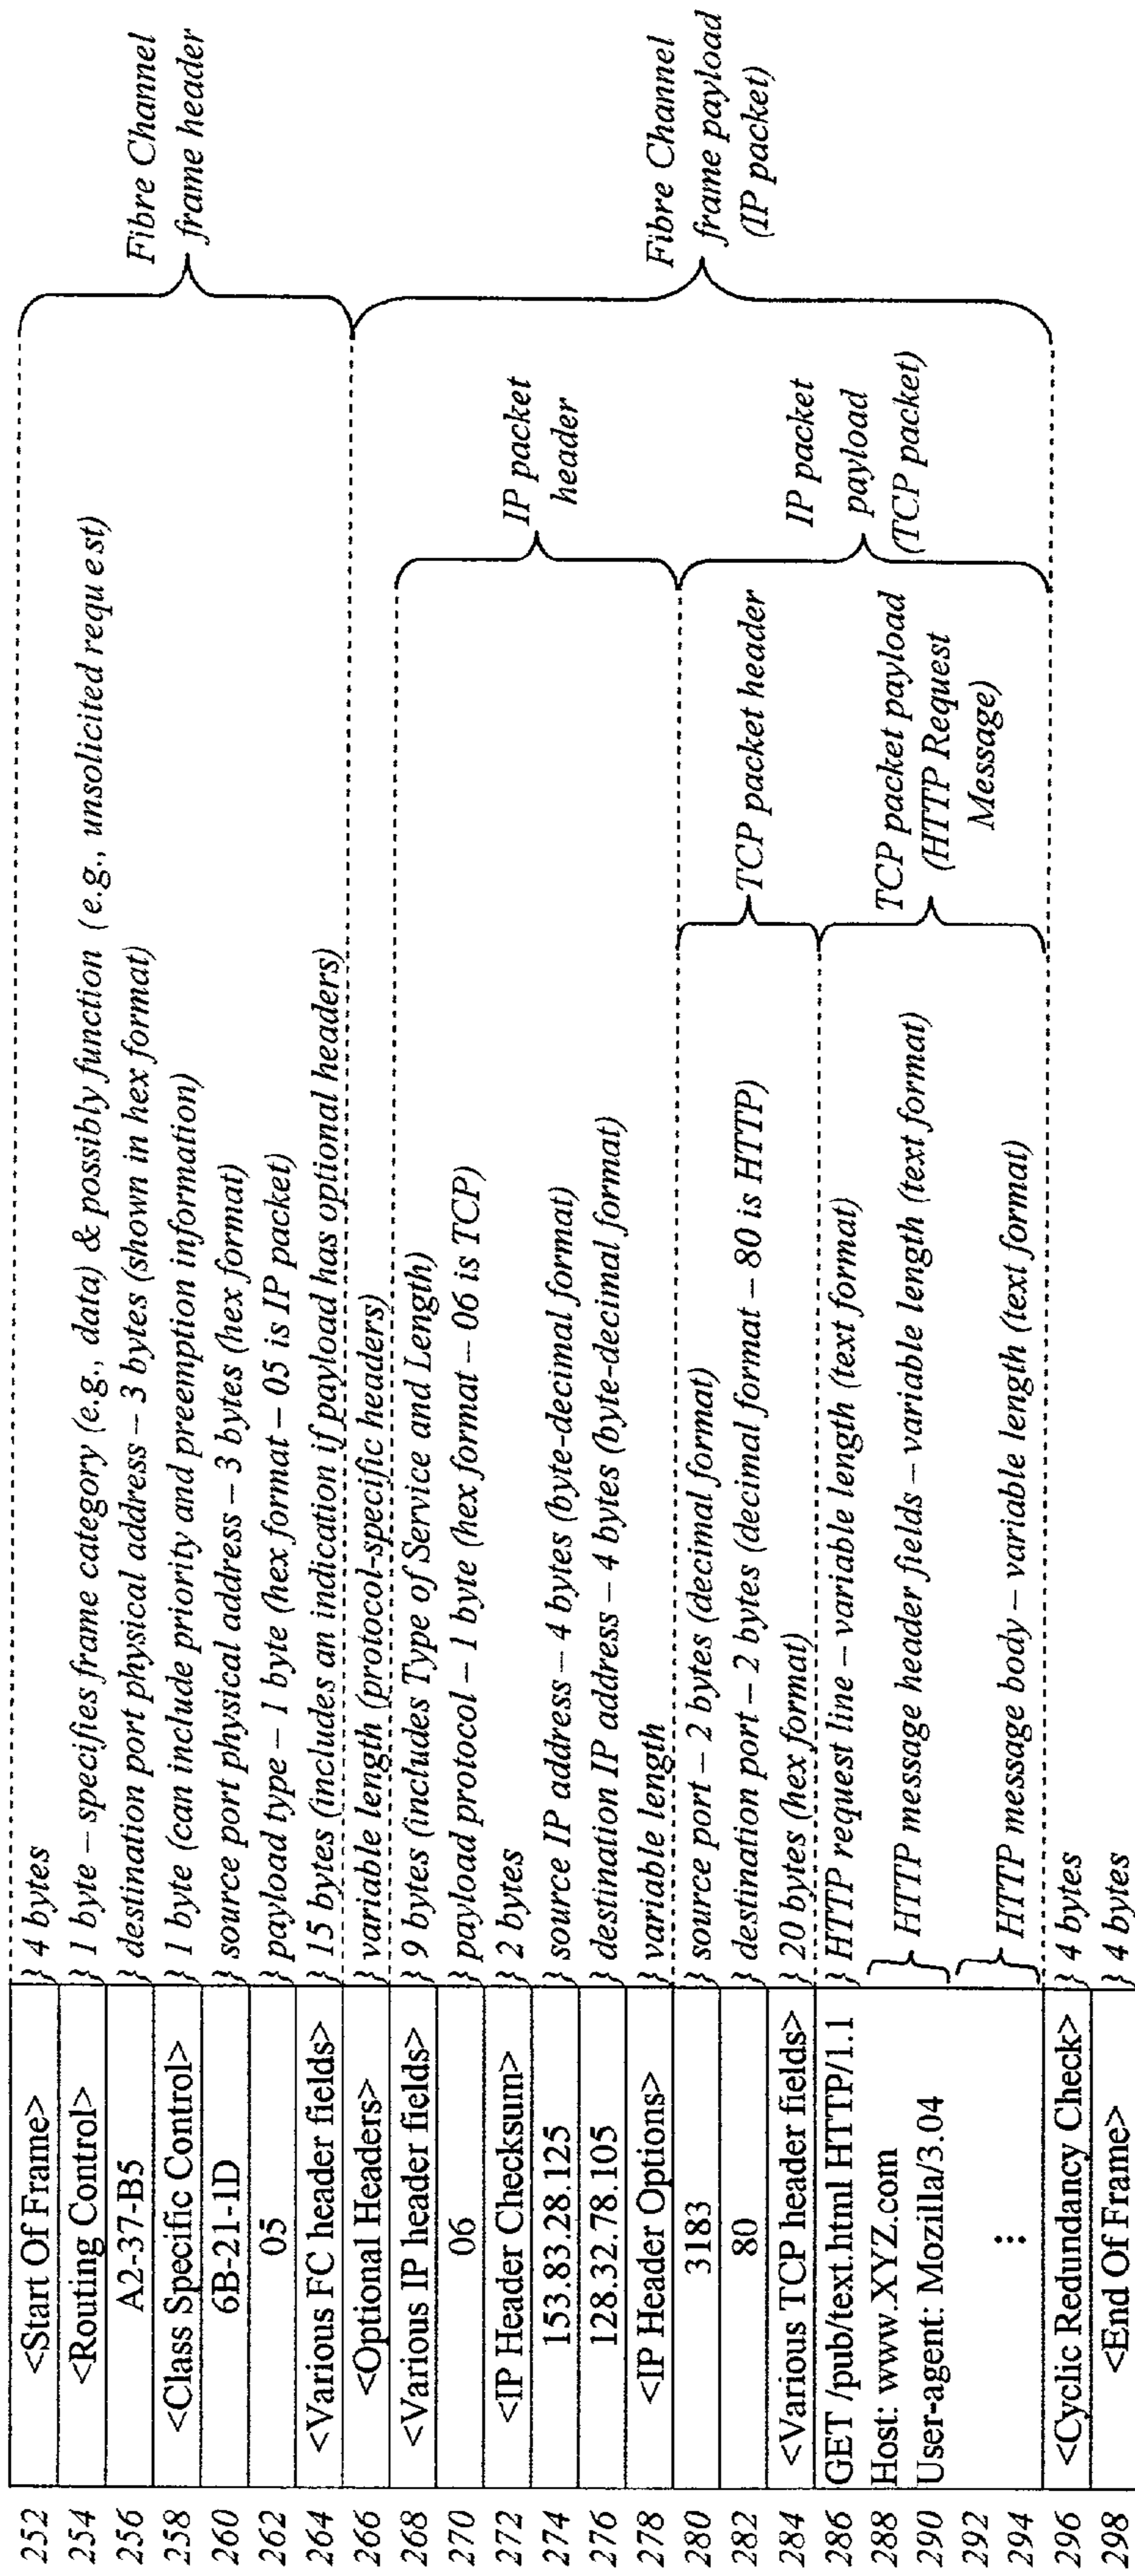 252 <Start Of Frame> } 4 bytes
254 <Routing Control> } 1 byte – specifies frame category (e.g., data) & possibly function (e.g., unsolicited request)
256 A2-37-B5 } destination port physical address – 3 bytes (shown in hex format)
258 <Class Specific Control> } 1 byte (can include priority and preemption information)
260 6B-21-1D } source port physical address – 3 bytes (hex format)
262 05 } payload type – 1 byte (hex format – 05 is IP packet)
264 <Various FC header fields> } 15 bytes (includes an indication if payload has optional headers)
Fibre Channel
frame header
266 <Optional Headers> } variable length (protocol-specific headers)
268 <Various IP header fields> } 9 bytes (includes Type of Service and Length)
270 06 } payload protocol – 1 byte (hex format – 06 is TCP)
272 <IP Header Checksum> } 2 bytes
274 153.83.28.125 } source IP address – 4 bytes (byte-decimal format)
276 128.32.78.105 } destination IP address – 4 bytes (byte-decimal format)
278 <IP Header Options> } variable length
IP packet
header
280 3183 } source port – 2 bytes (decimal format)
282 80 } destination port – 2 bytes (decimal format – 80 is HTTP)
284 <Various TCP header fields> } 20 bytes (hex format)
TCP packet header
286 GET /pub/text.html HTTP/1.1 } HTTP request line – variable length (text format)
288 Host: www.XYZ.com
290 User-agent: Mozilla/3.04
HTTP message header fields – variable length (text format)
292
294 ⋮
HTTP message body – variable length (text format)
TCP packet payload
(HTTP Request
Message)
IP packet
payload
(TCP packet)
Fibre Channel
frame payload
(IP packet)
296 <Cyclic Redundancy Check> } 4 bytes
298 <End Of Frame> } 4 bytes